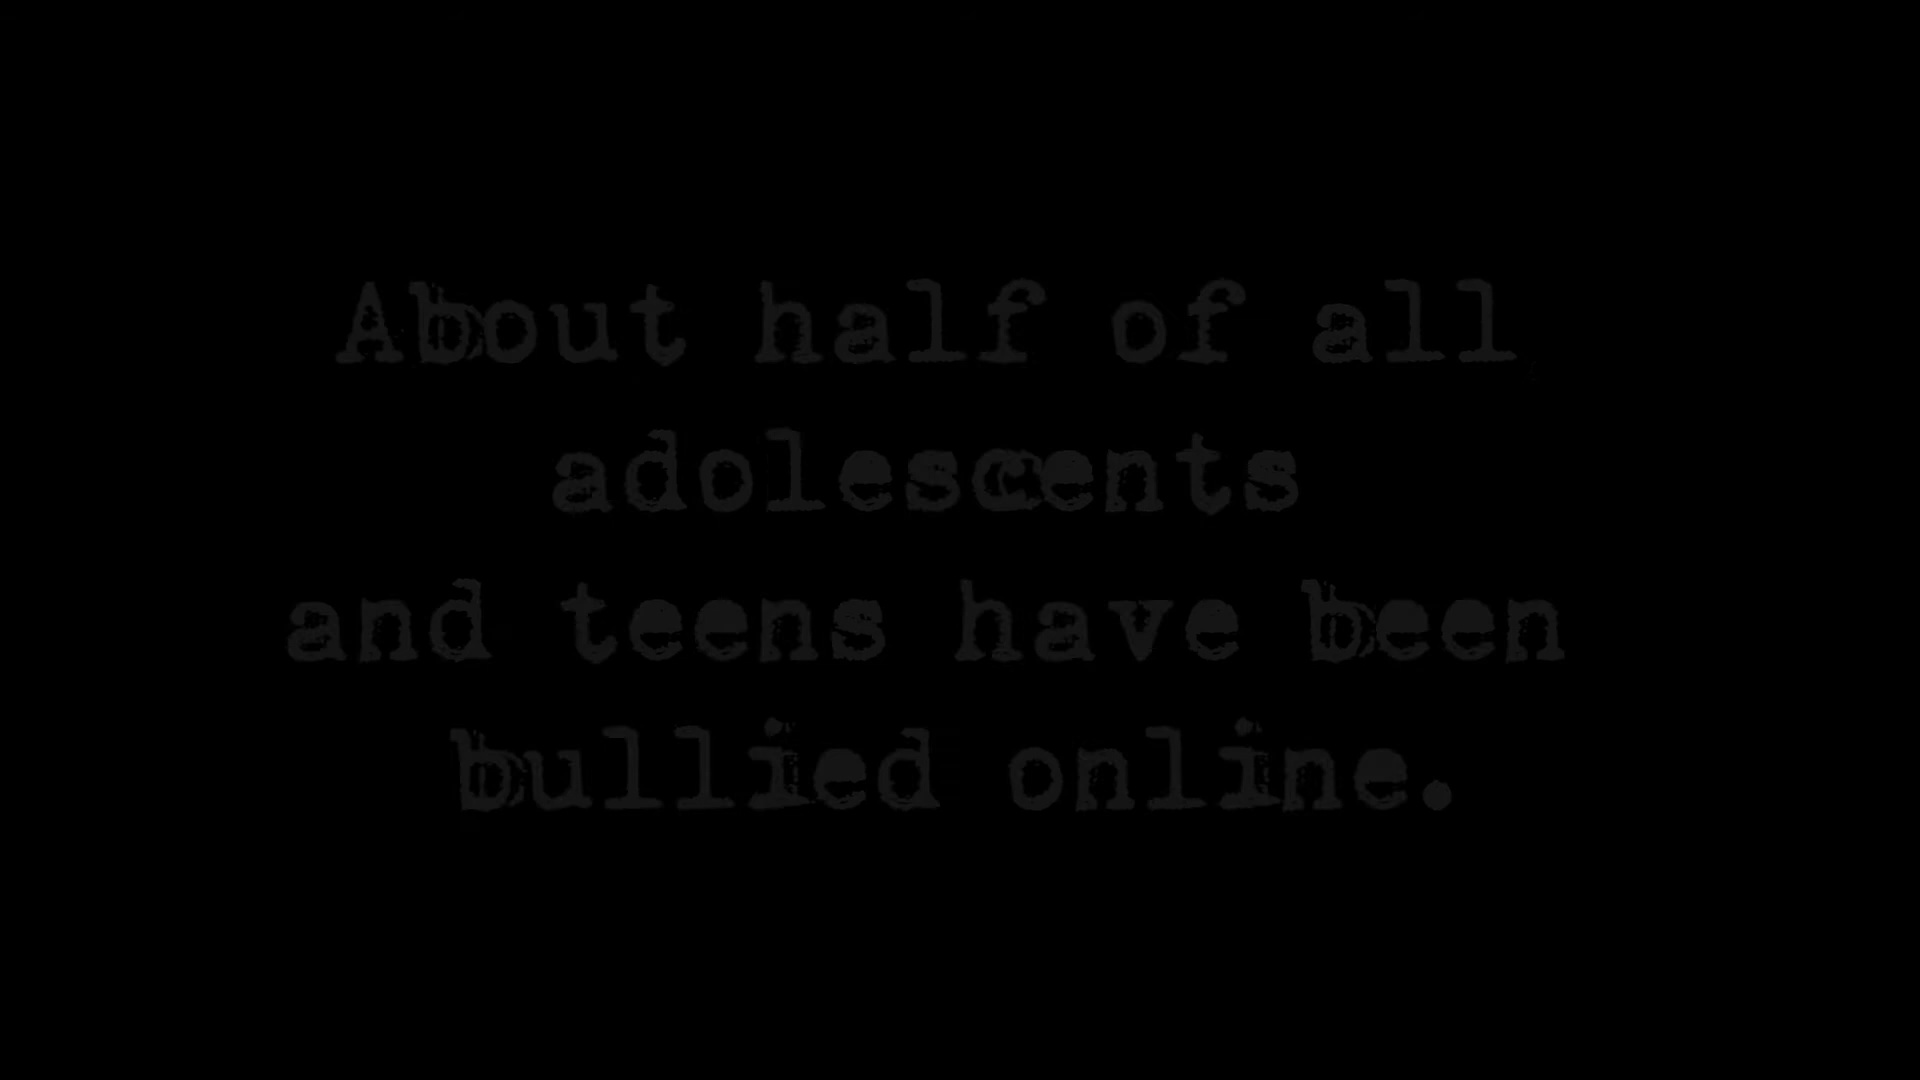 About half of all
adolescents
and teens have been
bullied online.